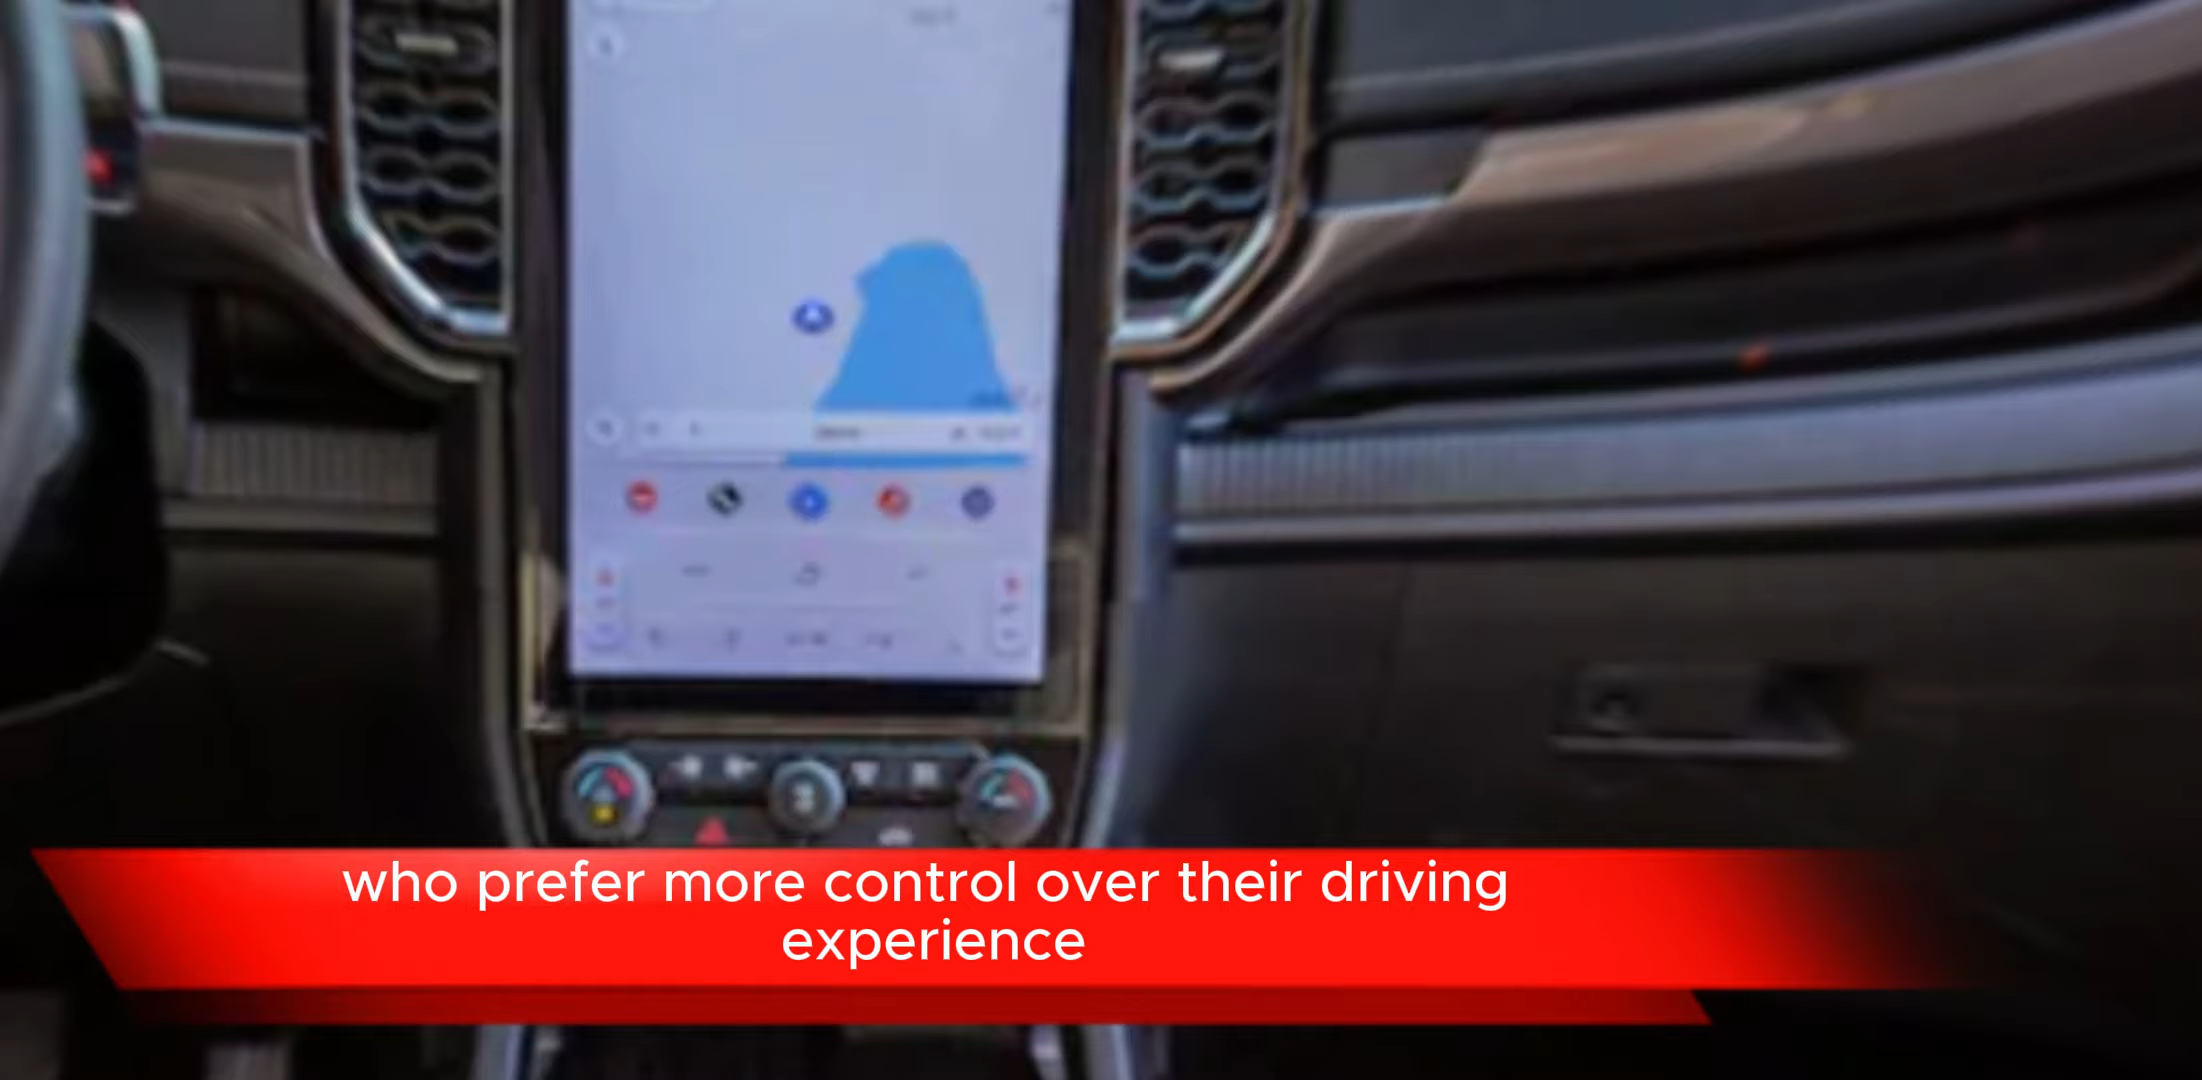 who prefer more control over their driving
experience